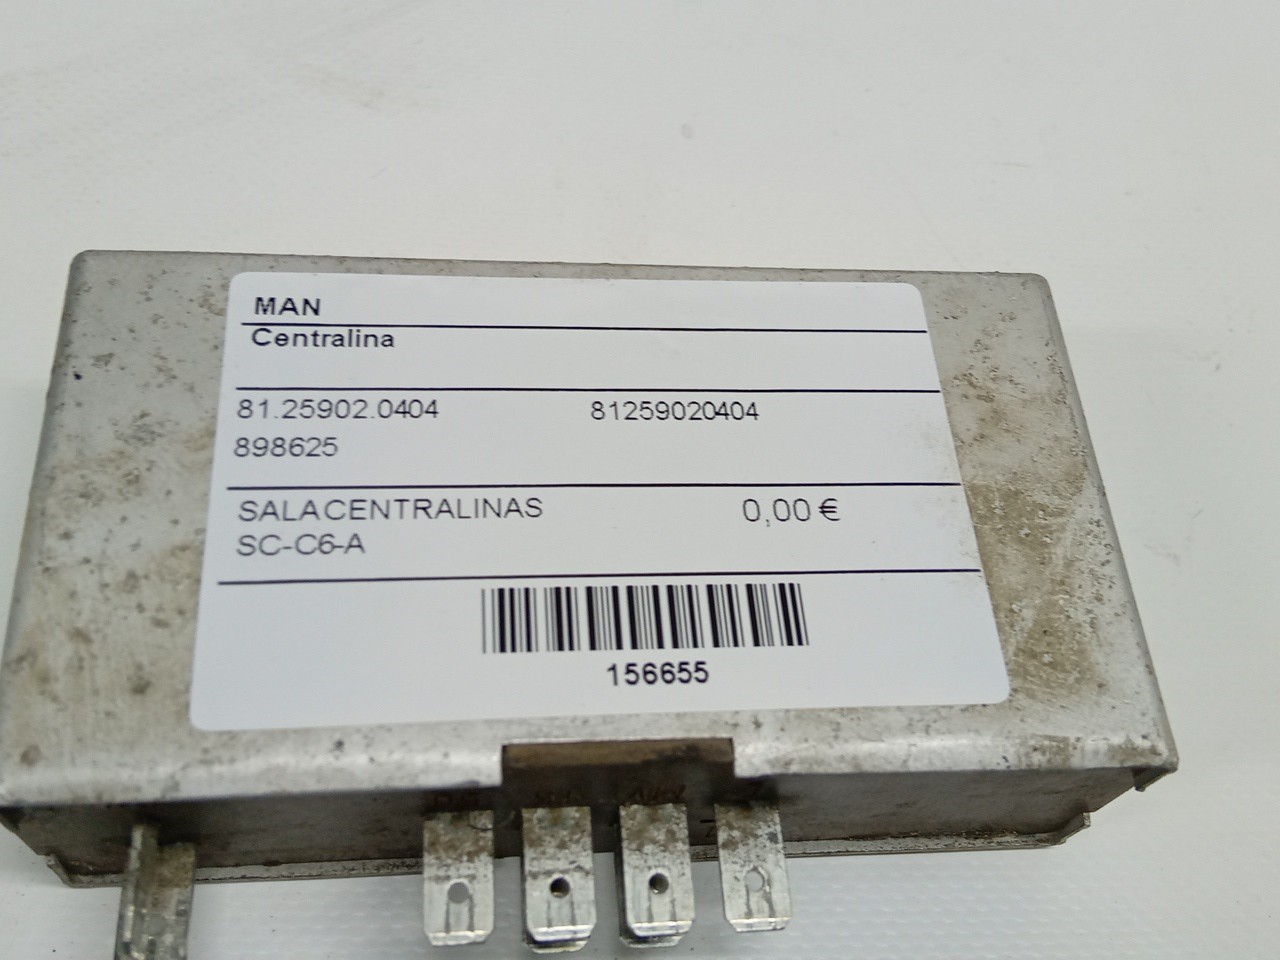 MAN
Centralina
81.25902.0404 81259020404
898625
SALACENTRALINAS 0,00 €
SC-C6-A
156655